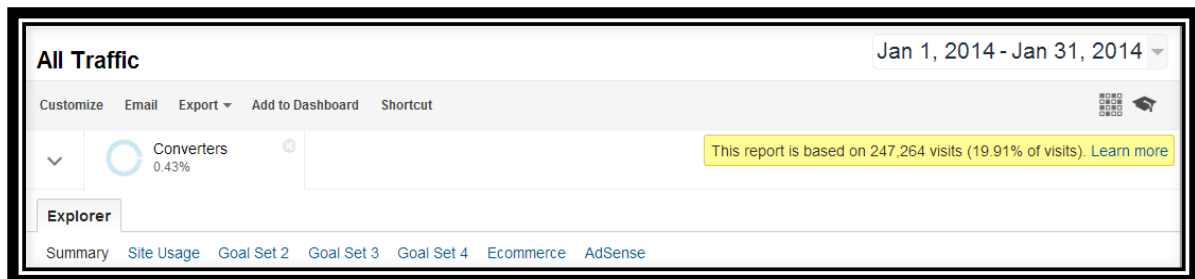 All Traffic
Jan 1, 2014 - Jan 31, 2014
Customize Email Export Add to Dashboard Shortcut
Converters
0.43%
This report is based on 247,264 visits (19.91% of visits). Learn more
Explorer
Summary Site Usage Goal Set 2 Goal Set 3 Goal Set 4 Ecommerce AdSense